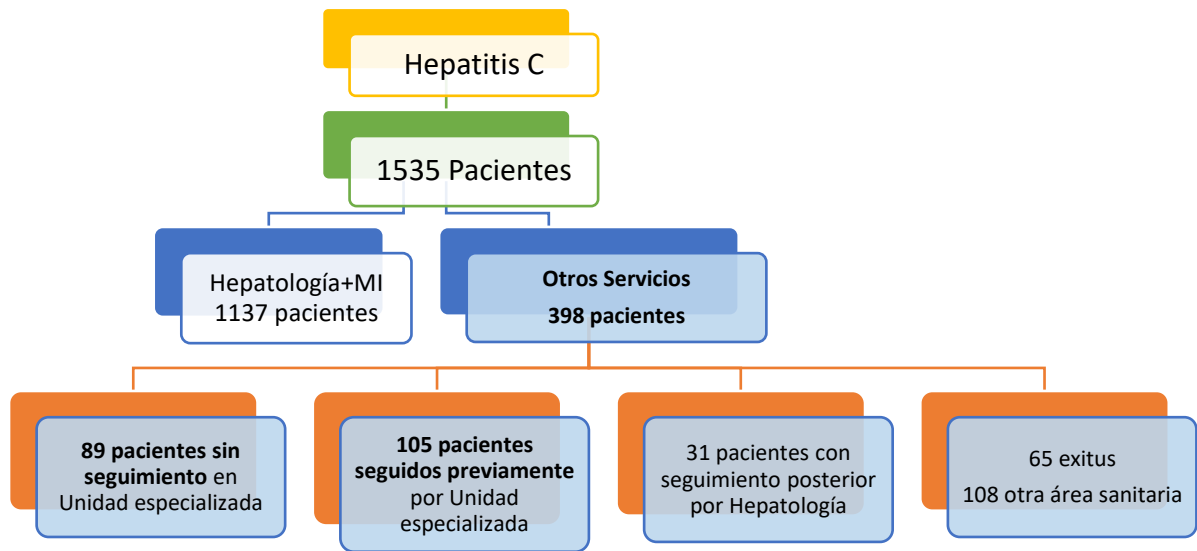 Hepatitis C
1535 Pacientes
Hepatología+MI
1137 pacientes
Otros Servicios
398 pacientes
89 pacientes sin
seguimiento en
Unidad especializada
105 pacientes
seguidos previamente
por Unidad
especializada
31 pacientes con
seguimiento posterior
por Hepatología
65 exitus
108 otra área sanitaria